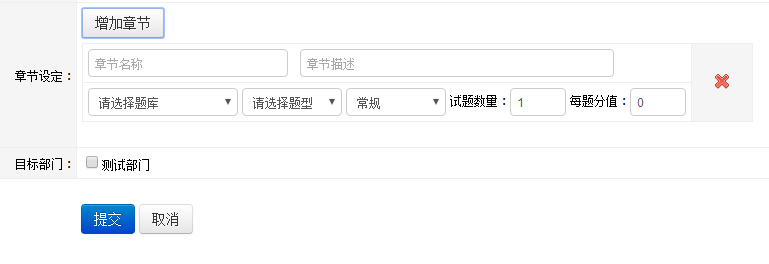 增加章节
章节设定：
章节名称 章节描述
请选择题库 请选择题型 常规 试题数量：1 每题分值：0
目标部门： 测试部门
提交 取消